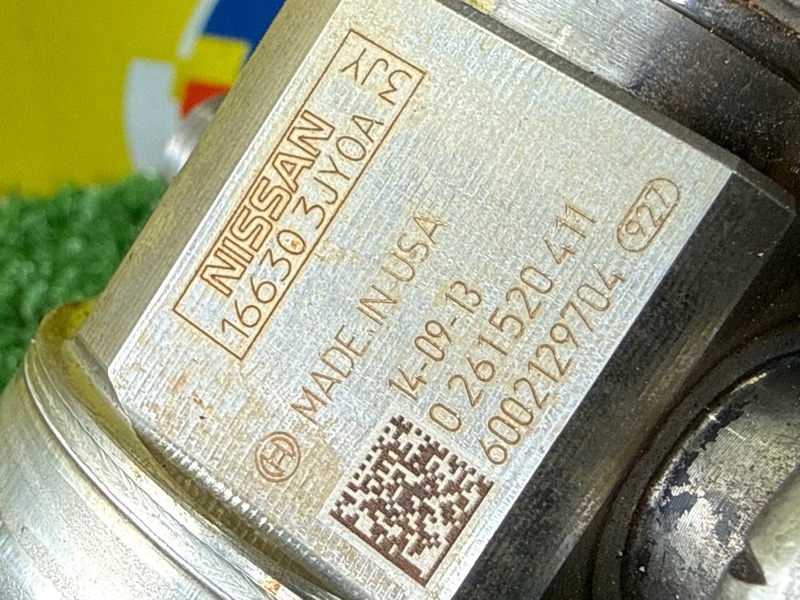 NISSAN
16630 3JY0A 3JY
MADE.IN.USA
14-09-13
0 261520 411
6002129704 927